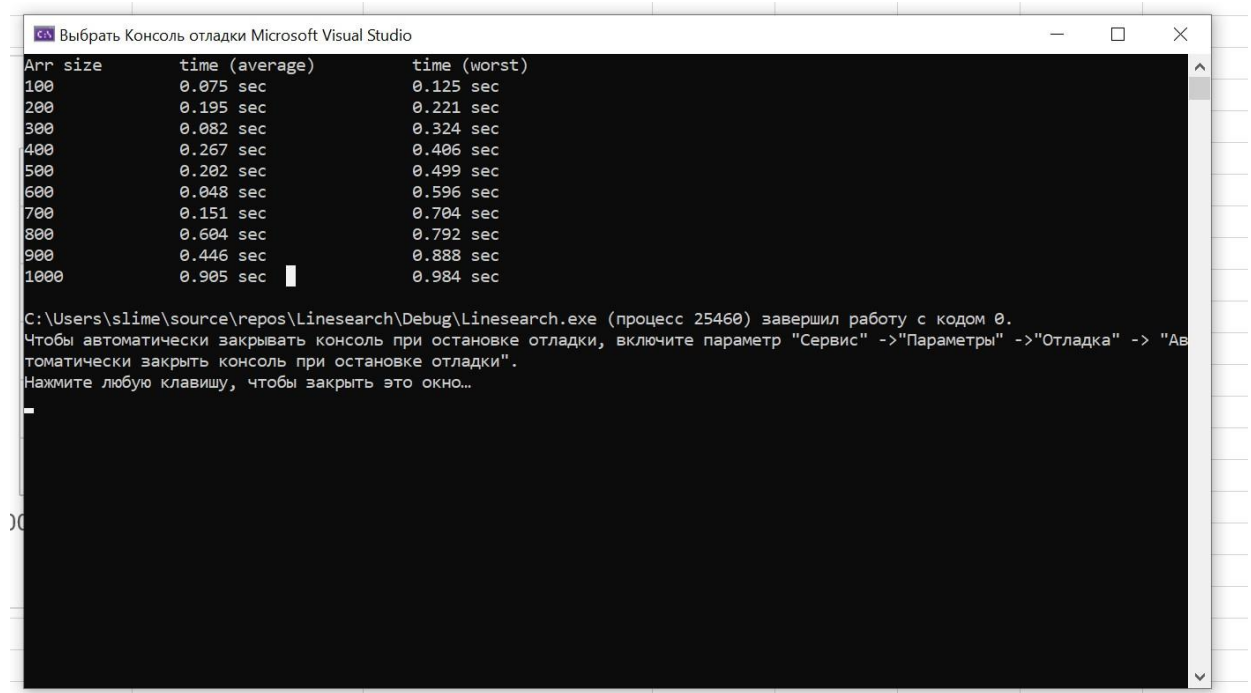 Выбрать Консоль отладки Microsoft Visual Studio
Arr size time (average) time (worst)
100 0.075 sec 0.125 sec
200 0.195 sec 0.221 sec
300 0.082 sec 0.324 sec
400 0.267 sec 0.406 sec
500 0.202 sec 0.499 sec
600 0.048 sec 0.596 sec
700 0.151 sec 0.704 sec
800 0.604 sec 0.792 sec
900 0.446 sec 0.888 sec
1000 0.905 sec 0.984 sec
C:\Users\slime\source\repos\Linesearch\Debug\Linesearch.exe (процесс 25460) завершил работу с кодом 0.
Чтобы автоматически закрывать консоль при остановке отладки, включите параметр "Сервис" ->"Параметры" ->"Отладка" -> "Ав
томатически закрыть консоль при остановке отладки".
Нажмите любую клавишу, чтобы закрыть это окно…